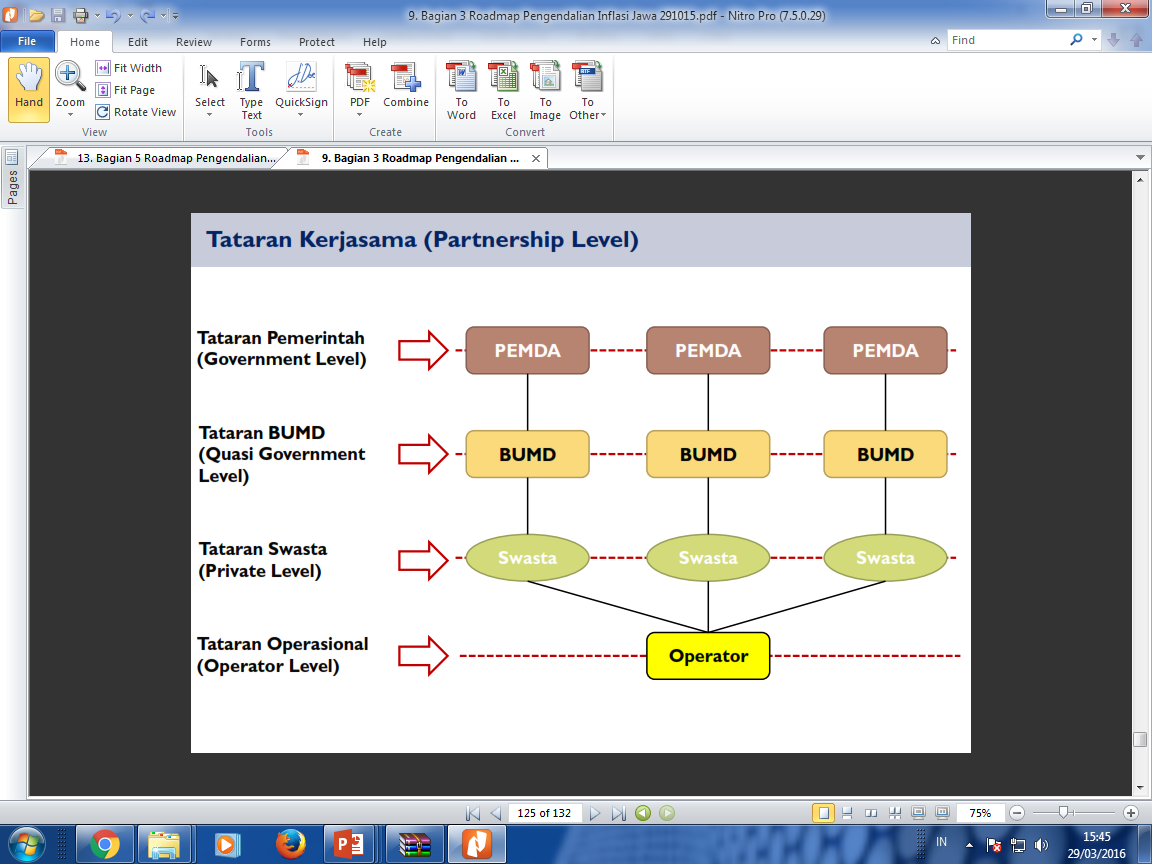 9. Bagian 3 Roadmap Pengendalian Inflasi Jawa 291015.pdf - Nitro Pro (7.5.0.29)
File Home Edit Review Forms Protect Help Find
Hand
Zoom
Fit Width
Fit Page
Rotate View
View
Select
Type
Text
QuickSign
Tools
PDF
Combine
Create
To
Word
To
Excel
To
Image
To
Other
Convert
13. Bagian 5 Roadmap Pengendalian...
9. Bagian 3 Roadmap Pengendalian ...
Pages
Tataran Kerjasama (Partnership Level)
Tataran Pemerintah
(Government Level)
PEMDA PEMDA PEMDA
Tataran BUMD
(Quasi Government
Level)
BUMD BUMD BUMD
Tataran Swasta
(Private Level)
Swasta Swasta Swasta
Tataran Operasional
(Operator Level)
Operator
125 of 132
75%
IN
15:45
29/03/2016